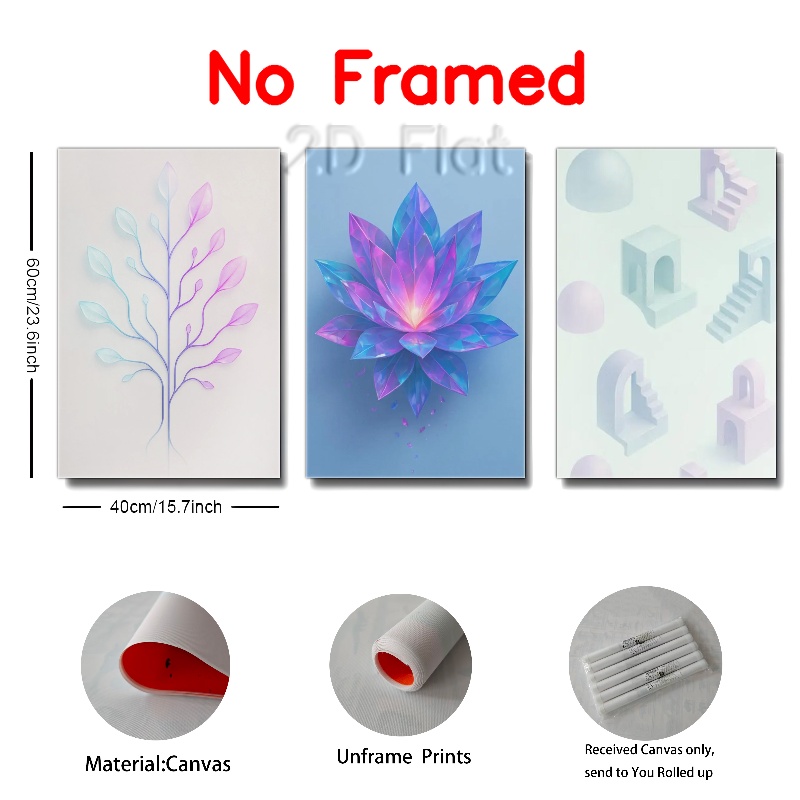 No Framed
2D Flat
60cm/23.6inch
40cm/15.7inch
Material:Canvas
Unframe Prints
Received Canvas only,
send to You Rolled up